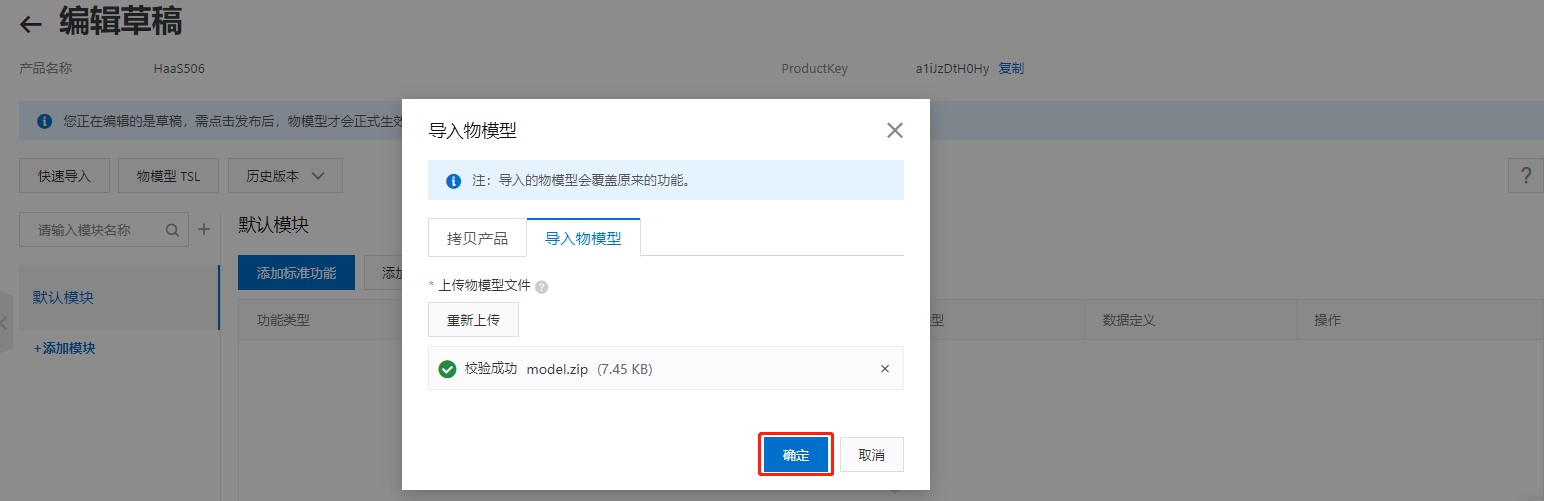 编辑草稿
产品名称 HaaS506 ProductKey a1iJzDtH0Hy 复制
您正在编辑的是草稿，需点击发布后，物模型才会正式生效
快速导入 物模型 TSL 历史版本 ?
请输入模块名称 +
默认模块
添加标准功能 添加
默认模块
功能类型 型 数据定义 操作
+添加模块
导入物模型
注：导入的物模型会覆盖原来的功能。
拷贝产品 导入物模型
* 上传物模型文件 ?
重新上传
校验成功 model.zip (7.45 KB) ×
确定 取消